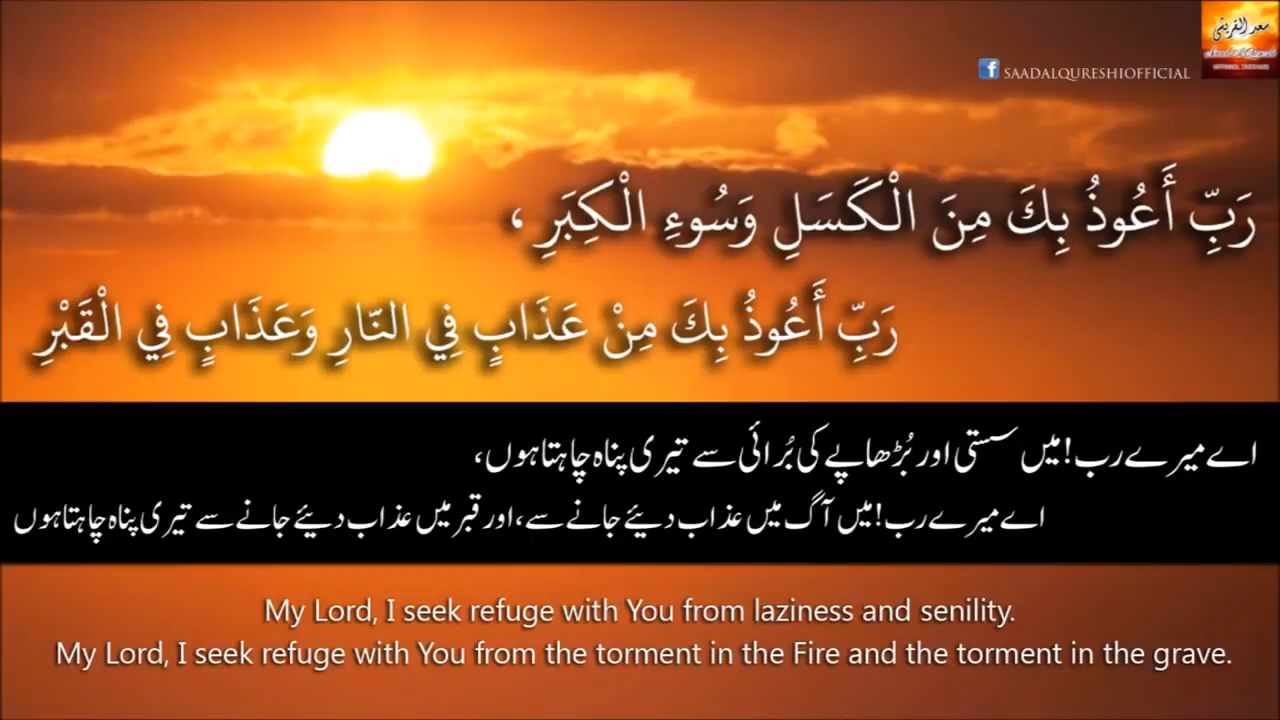 سعد القريشي
SAADALQURESHIOFFICIAL
رَبِّ أَعُوذُ بِكَ مِنَ الْكَسَلِ وَسُوءِ الْكِبَرِ ،
رَبِّ أَعُوذُ بِكَ مِنْ عَذَابٍ فِي النَّارِ وَعَذَابٍ فِي الْقَبْرِ
اے میرے رب! میں سستی اور بُڑھاپے کی بُرائی سے تیری پناہ چاہتا ہوں،
اے میرے رب! میں آگ میں عذاب دیئے جانے سے، اور قبر میں عذاب دیئے جانے سے تیری پناہ چاہتا ہوں
My Lord, I seek refuge with You from laziness and senility.
My Lord, I seek refuge with You from the torment in the Fire and the torment in the grave.